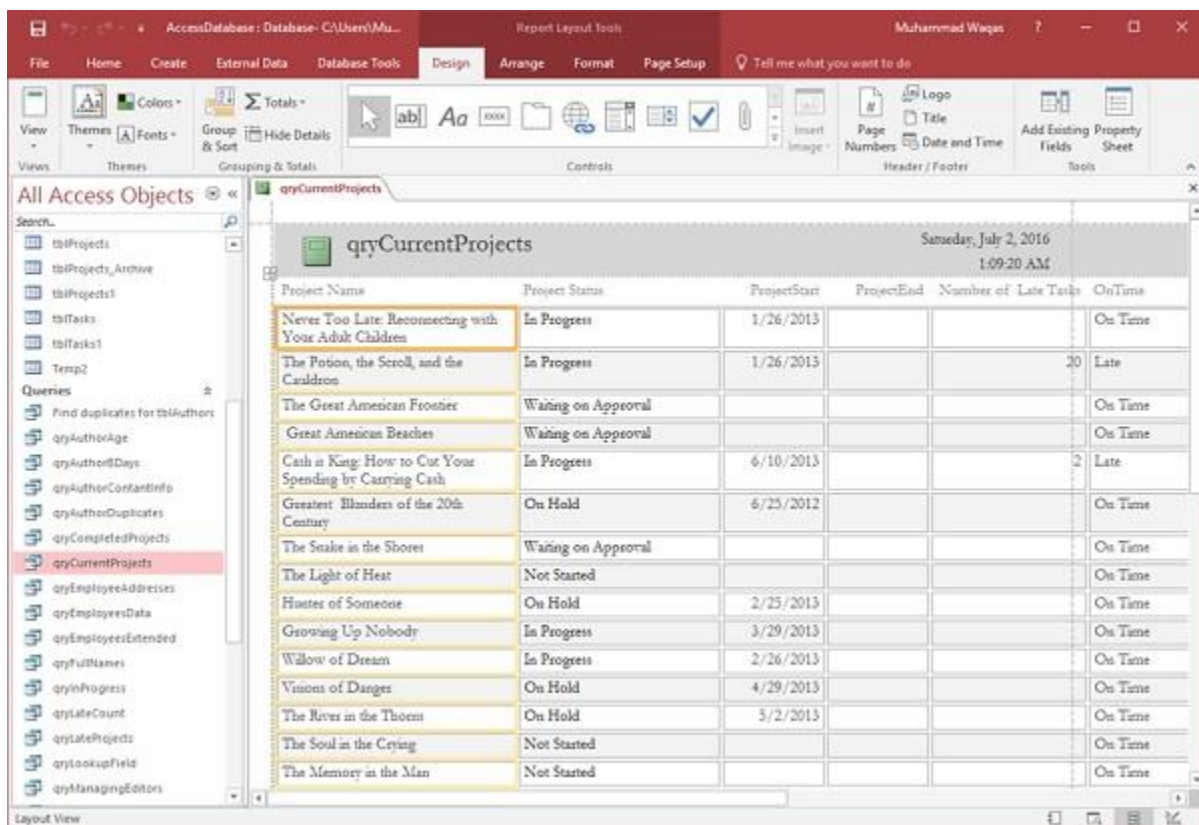 AccessDatabase : Database- C:\Users\Mu... Report Layout Tools Muhammad Waqas ?
File Home Create External Data Database Tools Design Arrange Format Page Setup Tell me what you want to do
View Themes Colors Fonts Group & Sort Totals Hide Details Insert Image Page Numbers Logo Title Date and Time Add Existing Fields Property Sheet
Views Themes Grouping & Totals Controls Header / Footer Tools
All Access Objects
Search...
tblProjects
tblProjects_Archive
tblProjects1
tblTasks
tblTasks1
Temp2
Queries
Find duplicates for tblAuthors
qryAuthorAge
qryAuthorBDays
qryAuthorContantInfo
qryAuthorDuplicates
qryCompletedProjects
qryCurrentProjects
qryEmployeeAddresses
qryEmployeesData
qryEmployeesExtended
qryFullNames
qryInProgress
qryLateCount
qryLateProjects
qryLookupField
qryManagingEditors
qryCurrentProjects
qryCurrentProjects
Saturday, July 2, 2016
1:09:20 AM
Project Name Project Status ProjectStart ProjectEnd Number of Late Tasks OnTime
Never Too Late: Reconnecting with Your Adult Children In Progress 1/26/2013 On Time
The Potion, the Scroll, and the Cauldron In Progress 1/26/2013 20 Late
The Great American Frontier Waiting on Approval On Time
Great American Beaches Waiting on Approval On Time
Cash is King: How to Cut Your Spending by Carrying Cash In Progress 6/10/2013 2 Late
Greatest Blunders of the 20th Century On Hold 6/25/2012 On Time
The Snake in the Shores Waiting on Approval On Time
The Light of Heat Not Started On Time
Hunter of Someone On Hold 2/25/2013 On Time
Growing Up Nobody In Progress 3/29/2013 On Time
Willow of Dream In Progress 2/26/2013 On Time
Visions of Danger On Hold 4/29/2013 On Time
The River in the Thorns On Hold 5/2/2013 On Time
The Soul in the Crying Not Started On Time
The Memory in the Man Not Started On Time
Layout View